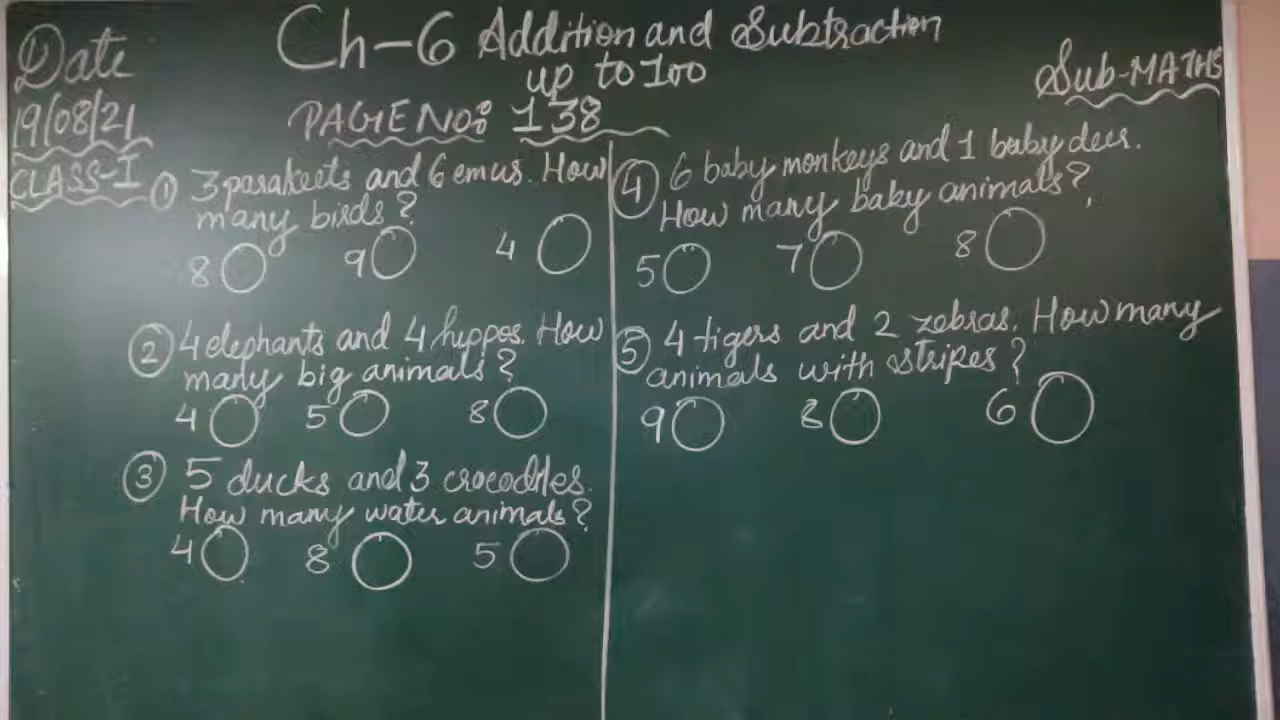 Date
19/08/21
CLASS-I
Ch-6 Addition and Subtraction
up to 100
PAGE NO: 138
Sub-MATHS
① 3 parakeets and 6 emus. How
many birds?
8 9 4
② 4 elephants and 4 hippos. How
many big animals?
4 5 8
③ 5 ducks and 3 crocodiles.
How many water animals?
4 8 5
④ 6 baby monkeys and 1 baby deer.
How many baby animals?
5 7 8
⑤ 4 tigers and 2 zebras. How many
animals with stripes?
9 8 6